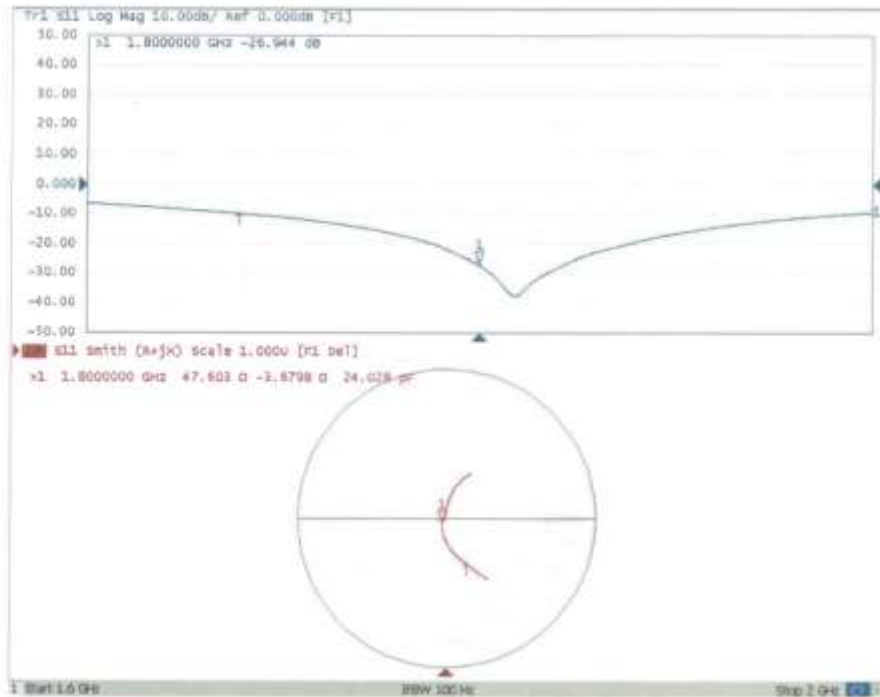 Tr1 S11 Log Mag 10.00dB/ Ref 0.000dB [F1]
50.00
>1 1.8000000 GHz -26.944 dB
40.00
30.00
20.00
10.00
0.000
-10.00
-20.00
-30.00
-40.00
-50.00
S11 Smith (R+jX) Scale 1.000U [F1 Del]
>1 1.8000000 GHz 47.603 Ω -3.6798 Ω 24.028 pF
1 Start 1.6 GHz IFBW 100 Hz Stop 2 GHz